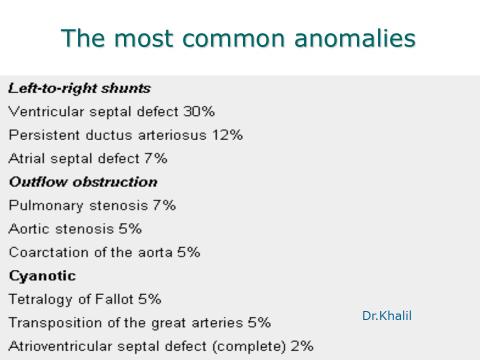 The most common anomalies
Left-to-right shunts
Ventricular septal defect 30%
Persistent ductus arteriosus 12%
Atrial septal defect 7%
Outflow obstruction
Pulmonary stenosis 7%
Aortic stenosis 5%
Coarctation of the aorta 5%
Cyanotic
Tetralogy of Fallot 5%
Transposition of the great arteries 5%
Atrioventricular septal defect (complete) 2%
Dr.Khalil